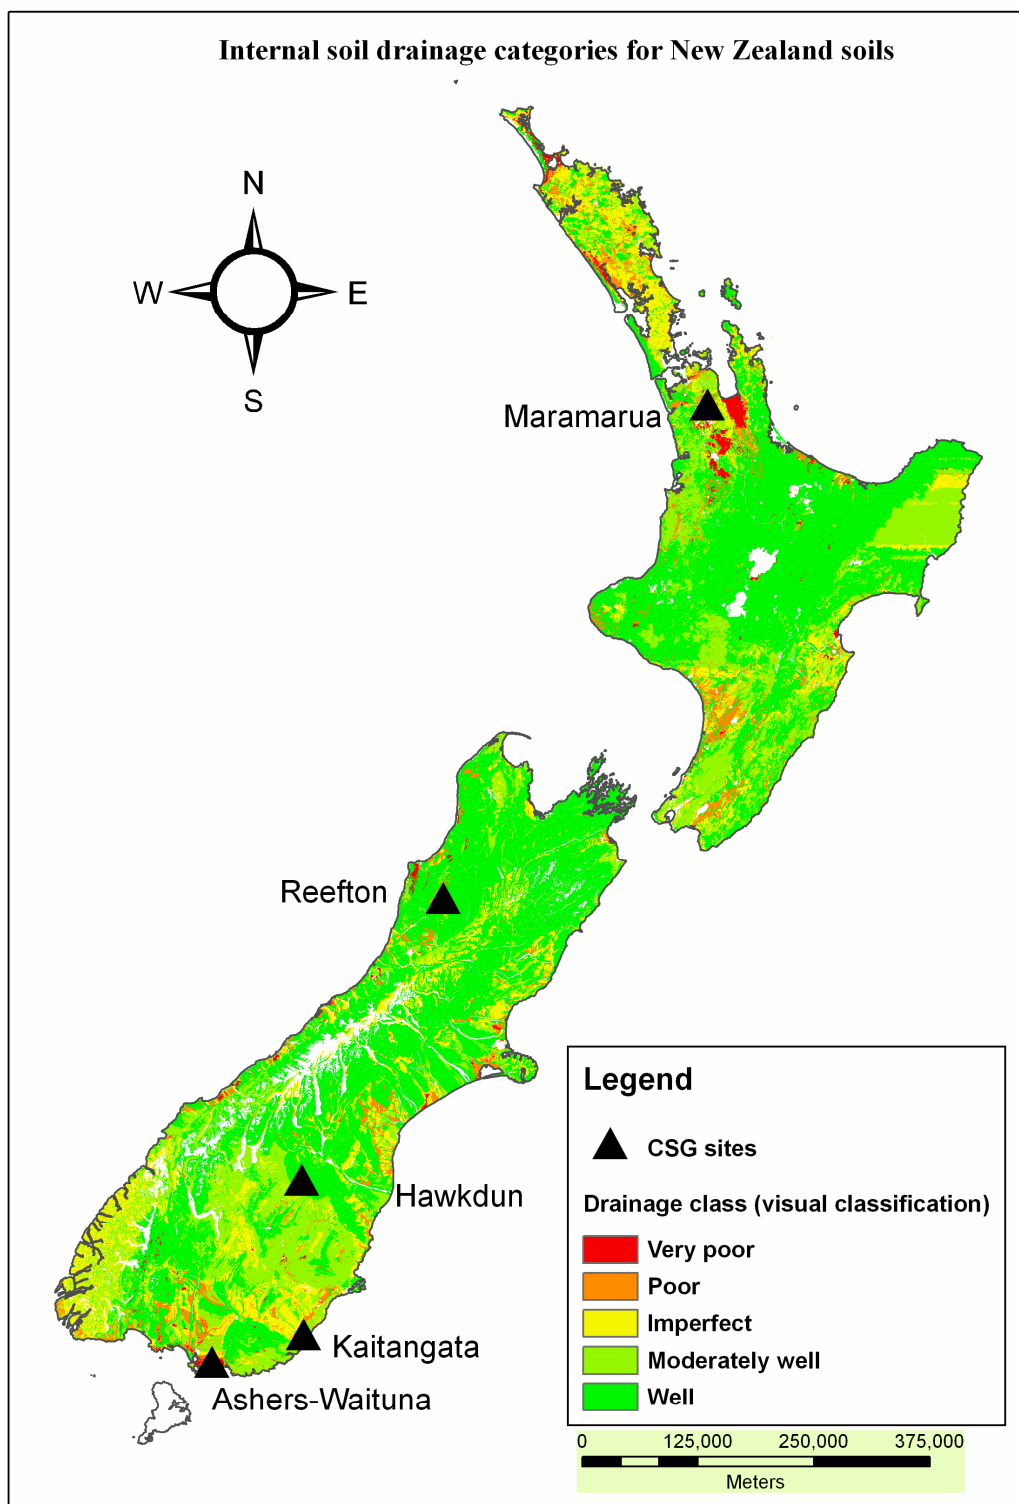 Internal soil drainage categories for New Zealand soils
N
W
E
S
Maramarua
Reefton
Hawkdun
Kaitangata
Ashers-Waituna
Legend
CSG sites
Drainage class (visual classification)
Very poor
Poor
Imperfect
Moderately well
Well
0 125,000 250,000 375,000
Meters